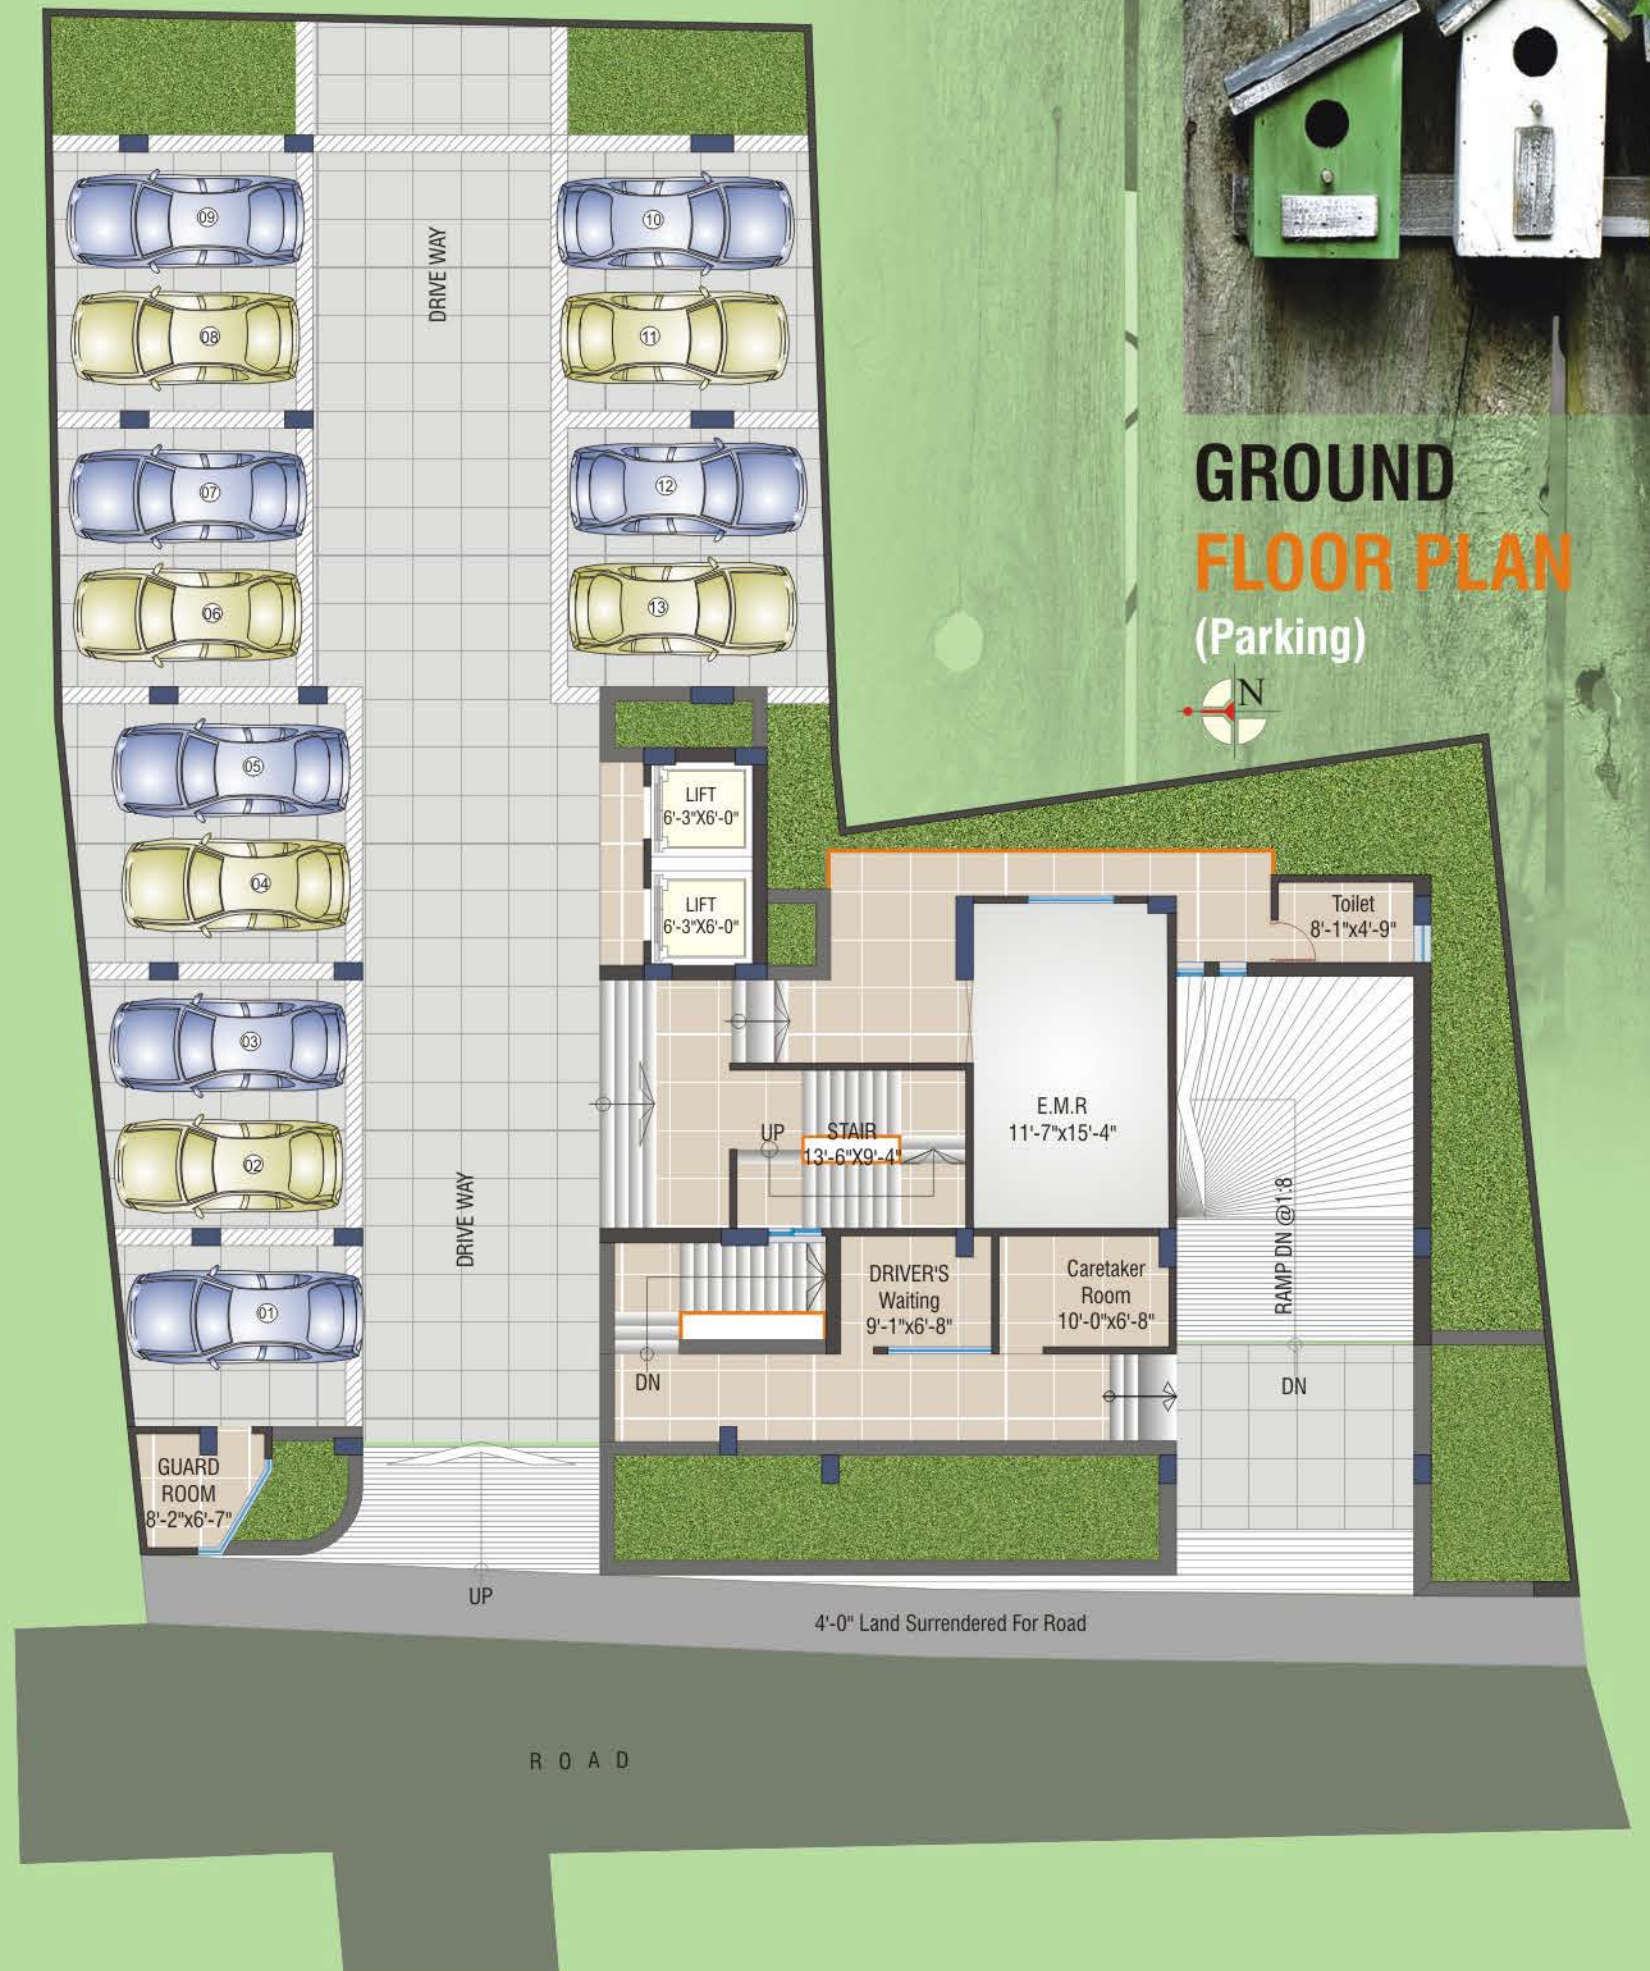 09
10
DRIVE WAY
08
11
GROUND
FLOOR PLAN
(Parking)
N
07
12
06
13
05
LIFT
6'-3"X6'-0"
04
LIFT
6'-3"X6'-0"
Toilet
8'-1"x4'-9"
03
E.M.R
11'-7"x15'-4"
UP
STAIR
13'-6"X9'-4"
02
DRIVE WAY
RAMP DN @1:8
01
DRIVER'S
Waiting
9'-1"x6'-8"
Caretaker
Room
10'-0"x6'-8"
DN
DN
GUARD
ROOM
8'-2"x6'-7"
UP
4'-0" Land Surrendered For Road
ROAD